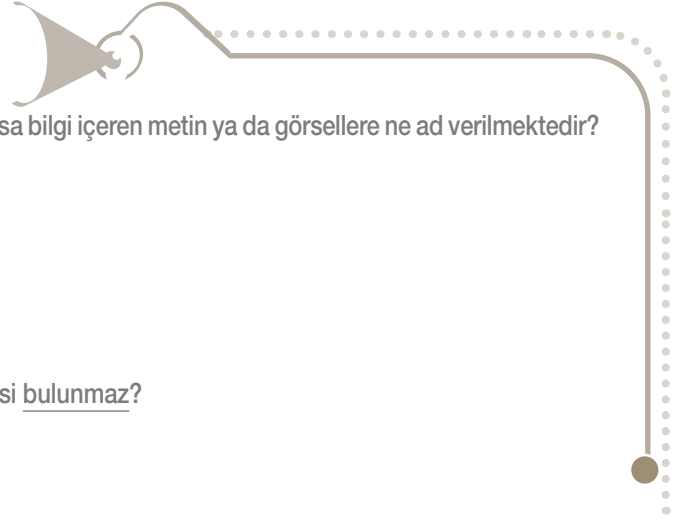 sa bilgi içeren metin ya da görsellere ne ad verilmektedir?
si bulunmaz?